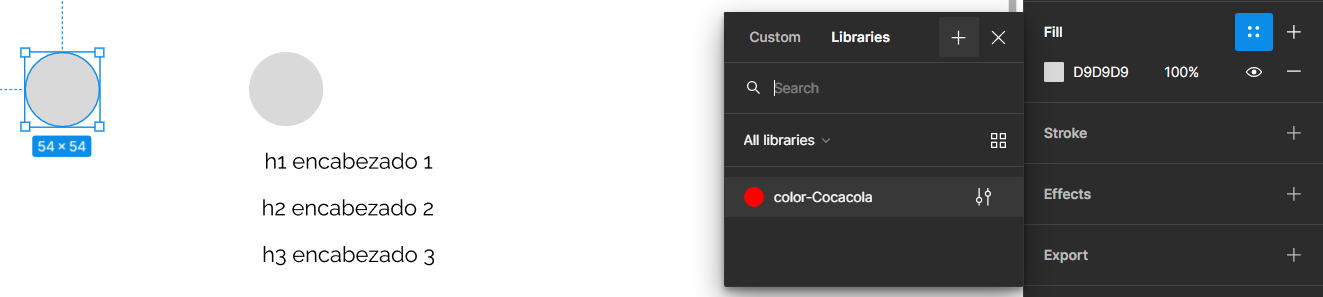 54 × 54
h1 encabezado 1
h2 encabezado 2
h3 encabezado 3
Custom
Libraries
Search
All libraries
color-Cocacola
Fill
D9D9D9 100%
Stroke
Effects
Export